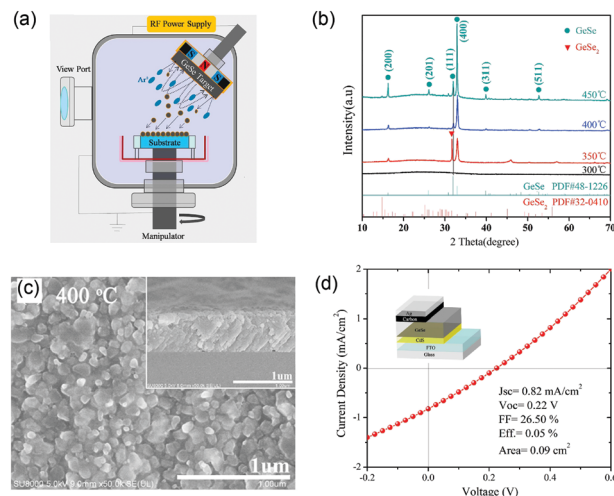 (a)
RF Power Supply
View Port
Ar⁺
S N S
GeSe Target
Substrate
Manipulator
(b)
Intensity(a.u)
(200)
(201)
(111)
(400)
(311)
(511)
GeSe
GeSe₂
450℃
400℃
350℃
300℃
GeSe PDF#48-1226
GeSe₂ PDF#32-0410
10 20 30 40 50 60 70
2 Theta(degree)
(c)
400 ºC
1um
1um
1.00um
(d)
Current Density (mA/cm²)
2
1
0
-1
-2
Carbon
GeSe
CdS
FTO
Glass
Jsc= 0.82 mA/cm²
Voc= 0.22 V
FF= 26.50 %
Eff.= 0.05 %
Area= 0.09 cm²
-0.2 0.0 0.2 0.4 0.6
Voltage (V)